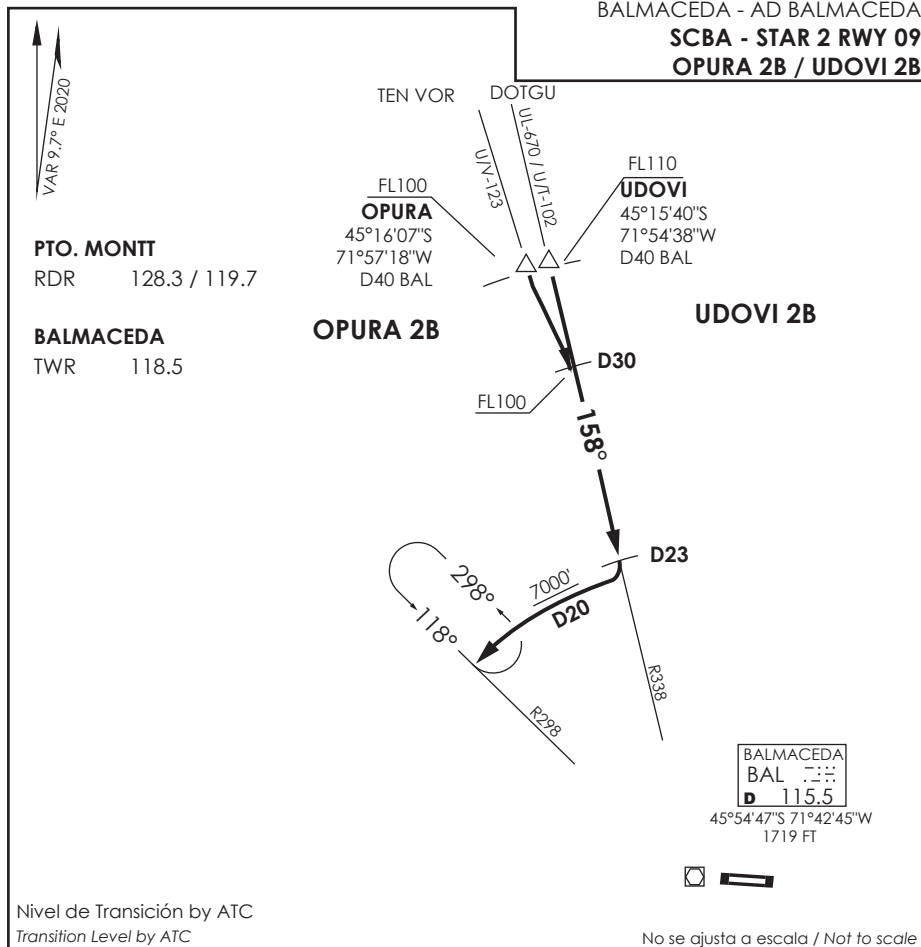 BALMACEDA - AD BALMACEDA
SCBA - STAR 2 RWY 09
OPURA 2B / UDOVI 2B
VAR 9.7° E 2020
TEN VOR
DOTGU
U/V-123
UL-670 / U/T-102
FL100
OPURA
45°16'07"S
71°57'18"W
D40 BAL
FL110
UDOVI
45°15'40"S
71°54'38"W
D40 BAL
PTO. MONTT
RDR 128.3 / 119.7
BALMACEDA
TWR 118.5
OPURA 2B
UDOVI 2B
D30
FL100
158°
D23
298°
118°
7000'
D20
R338
R298
BALMACEDA
BAL
D 115.5
45°54'47"S 71°42'45"W
1719 FT
Nivel de Transición by ATC
Transition Level by ATC
No se ajusta a escala / Not to scale